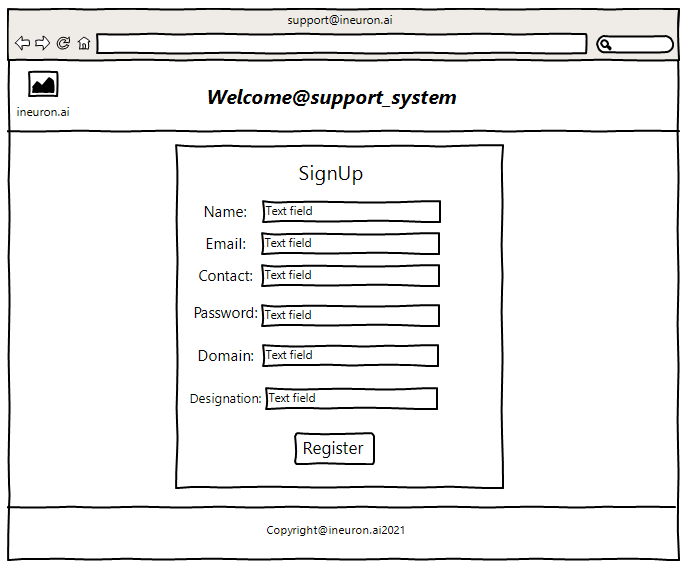 support@ineuron.ai
ineuron.ai
Welcome@support_system
SignUp
Name: Text field
Email: Text field
Contact: Text field
Password: Text field
Domain: Text field
Designation: Text field
Register
Copyright@ineuron.ai2021